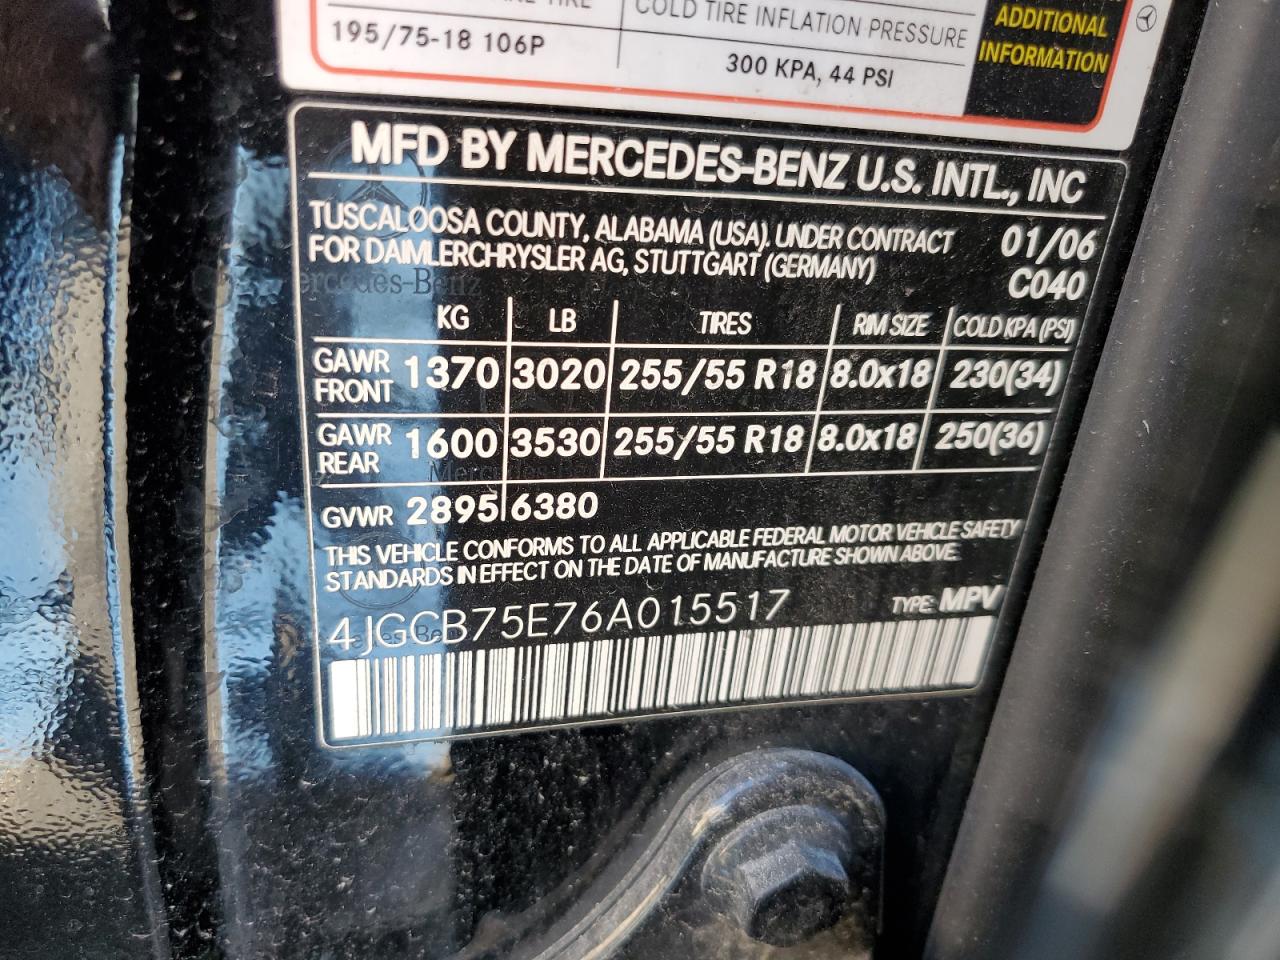 TIRE
COLD TIRE INFLATION PRESSURE
ADDITIONAL
INFORMATION
195/75-18 106P
300 KPA, 44 PSI
MFD BY MERCEDES-BENZ U.S. INTL., INC
TUSCALOOSA COUNTY, ALABAMA (USA). UNDER CONTRACT 01/06
FOR DAIMLERCHRYSLER AG, STUTTGART (GERMANY) C040
Mercedes-Benz
KG LB TIRES RIM SIZE COLD KPA (PSI)
GAWR FRONT 1370 3020 255/55 R18 8.0x18 230(34)
GAWR REAR 1600 3530 255/55 R18 8.0x18 250(36)
GVWR 2895 6380
THIS VEHICLE CONFORMS TO ALL APPLICABLE FEDERAL MOTOR VEHICLE SAFETY
STANDARDS IN EFFECT ON THE DATE OF MANUFACTURE SHOWN ABOVE.
4JGCB75E76A015517 TYPE: MPV